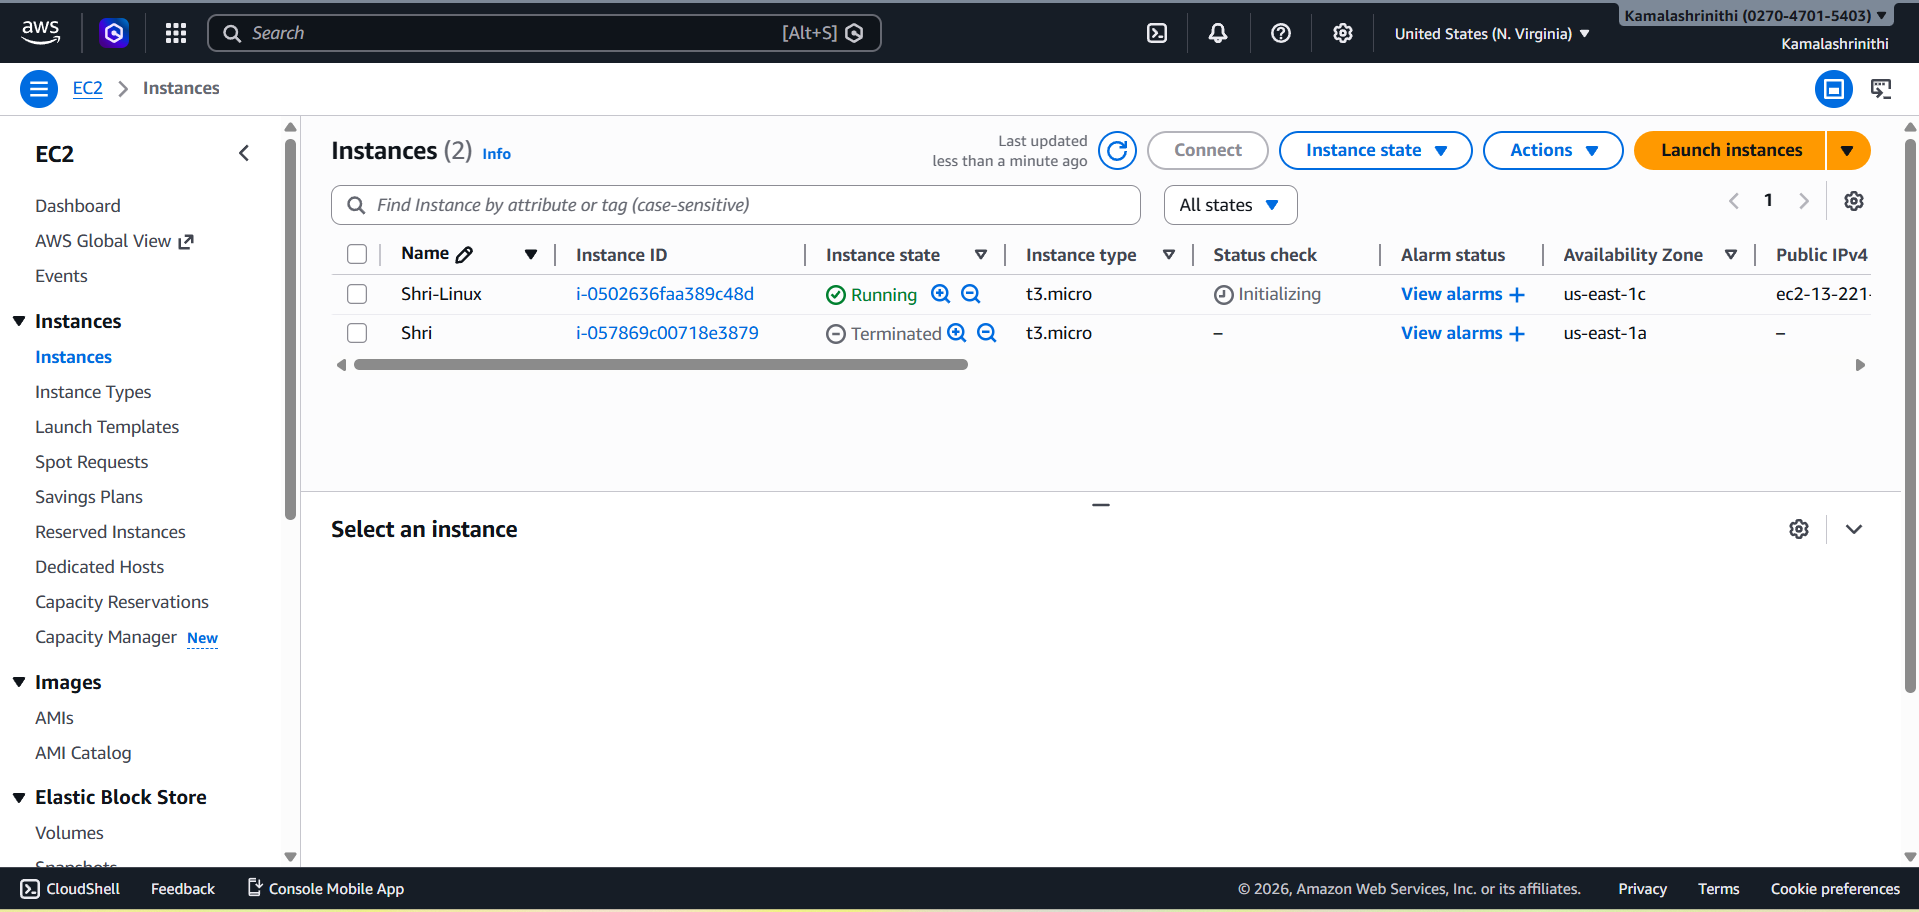 aws
Search [Alt+S]
United States (N. Virginia)
Kamalashrinithi (0270-4701-5403)
Kamalashrinithi
EC2 Instances
EC2
Dashboard
AWS Global View
Events
Instances
Instances
Instance Types
Launch Templates
Spot Requests
Savings Plans
Reserved Instances
Dedicated Hosts
Capacity Reservations
Capacity Manager New
Images
AMIs
AMI Catalog
Elastic Block Store
Volumes
Snapshots
Instances (2) Info
Last updated
less than a minute ago
Connect
Instance state
Actions
Launch instances
Find Instance by attribute or tag (case-sensitive)
All states
1
Name Instance ID Instance state Instance type Status check Alarm status Availability Zone Public IPv4
Shri-Linux i-0502636faa389c48d Running t3.micro Initializing View alarms + us-east-1c ec2-13-221-
Shri i-057869c00718e3879 Terminated t3.micro – View alarms + us-east-1a –
Select an instance
CloudShell Feedback Console Mobile App © 2026, Amazon Web Services, Inc. or its affiliates. Privacy Terms Cookie preferences